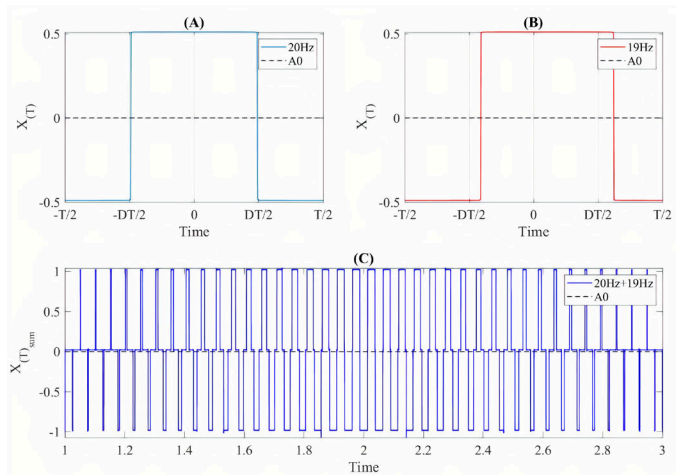 (A)
0.5
0
-0.5
X(T)
20Hz
A0
-T/2 -DT/2 0 DT/2 T/2
Time
(B)
0.5
0
-0.5
X(T)
19Hz
A0
-T/2 -DT/2 0 DT/2 T/2
Time
(C)
1
0.5
0
-0.5
-1
X(T)sum
20Hz+19Hz
A0
1 1.2 1.4 1.6 1.8 2 2.2 2.4 2.6 2.8 3
Time